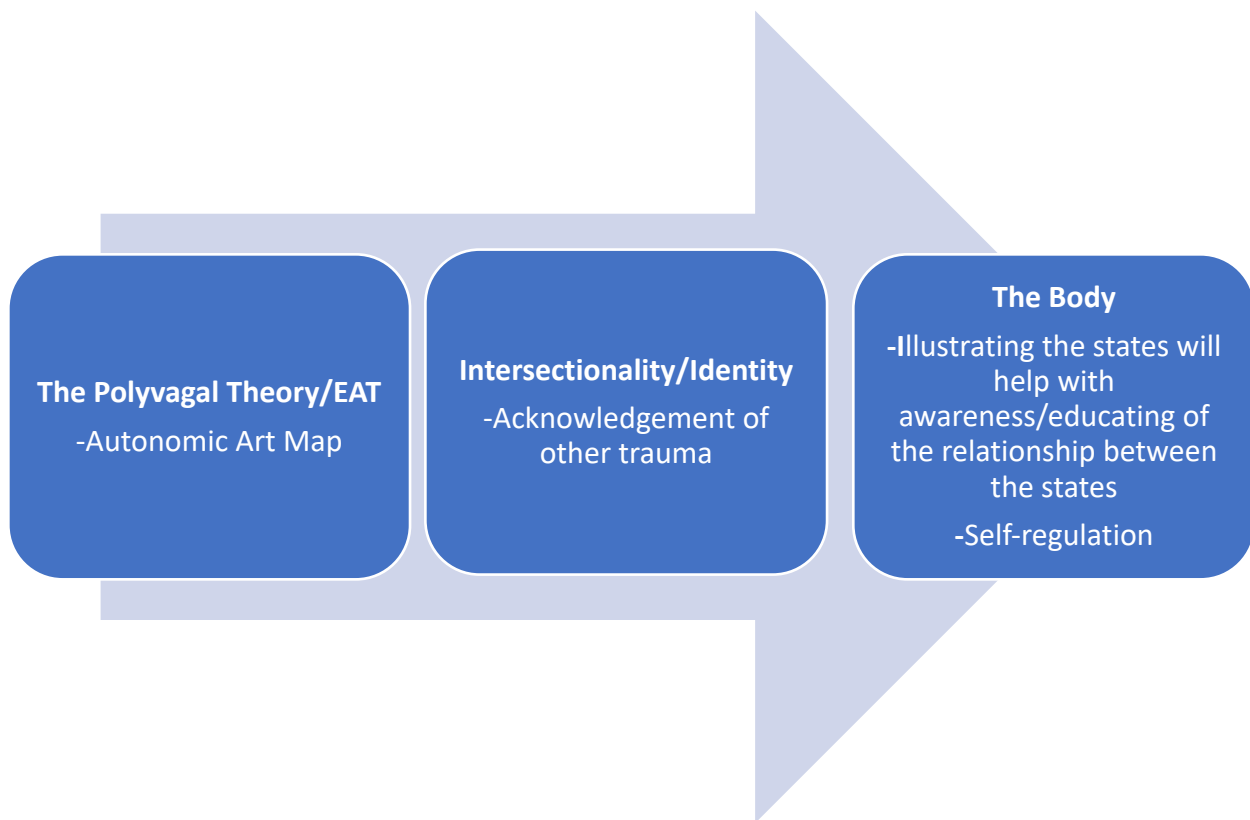 The Polyvagal Theory/EAT
-Autonomic Art Map
Intersectionality/Identity
-Acknowledgement of
other trauma
The Body
-Illustrating the states will
help with
awareness/educating of
the relationship between
the states
-Self-regulation